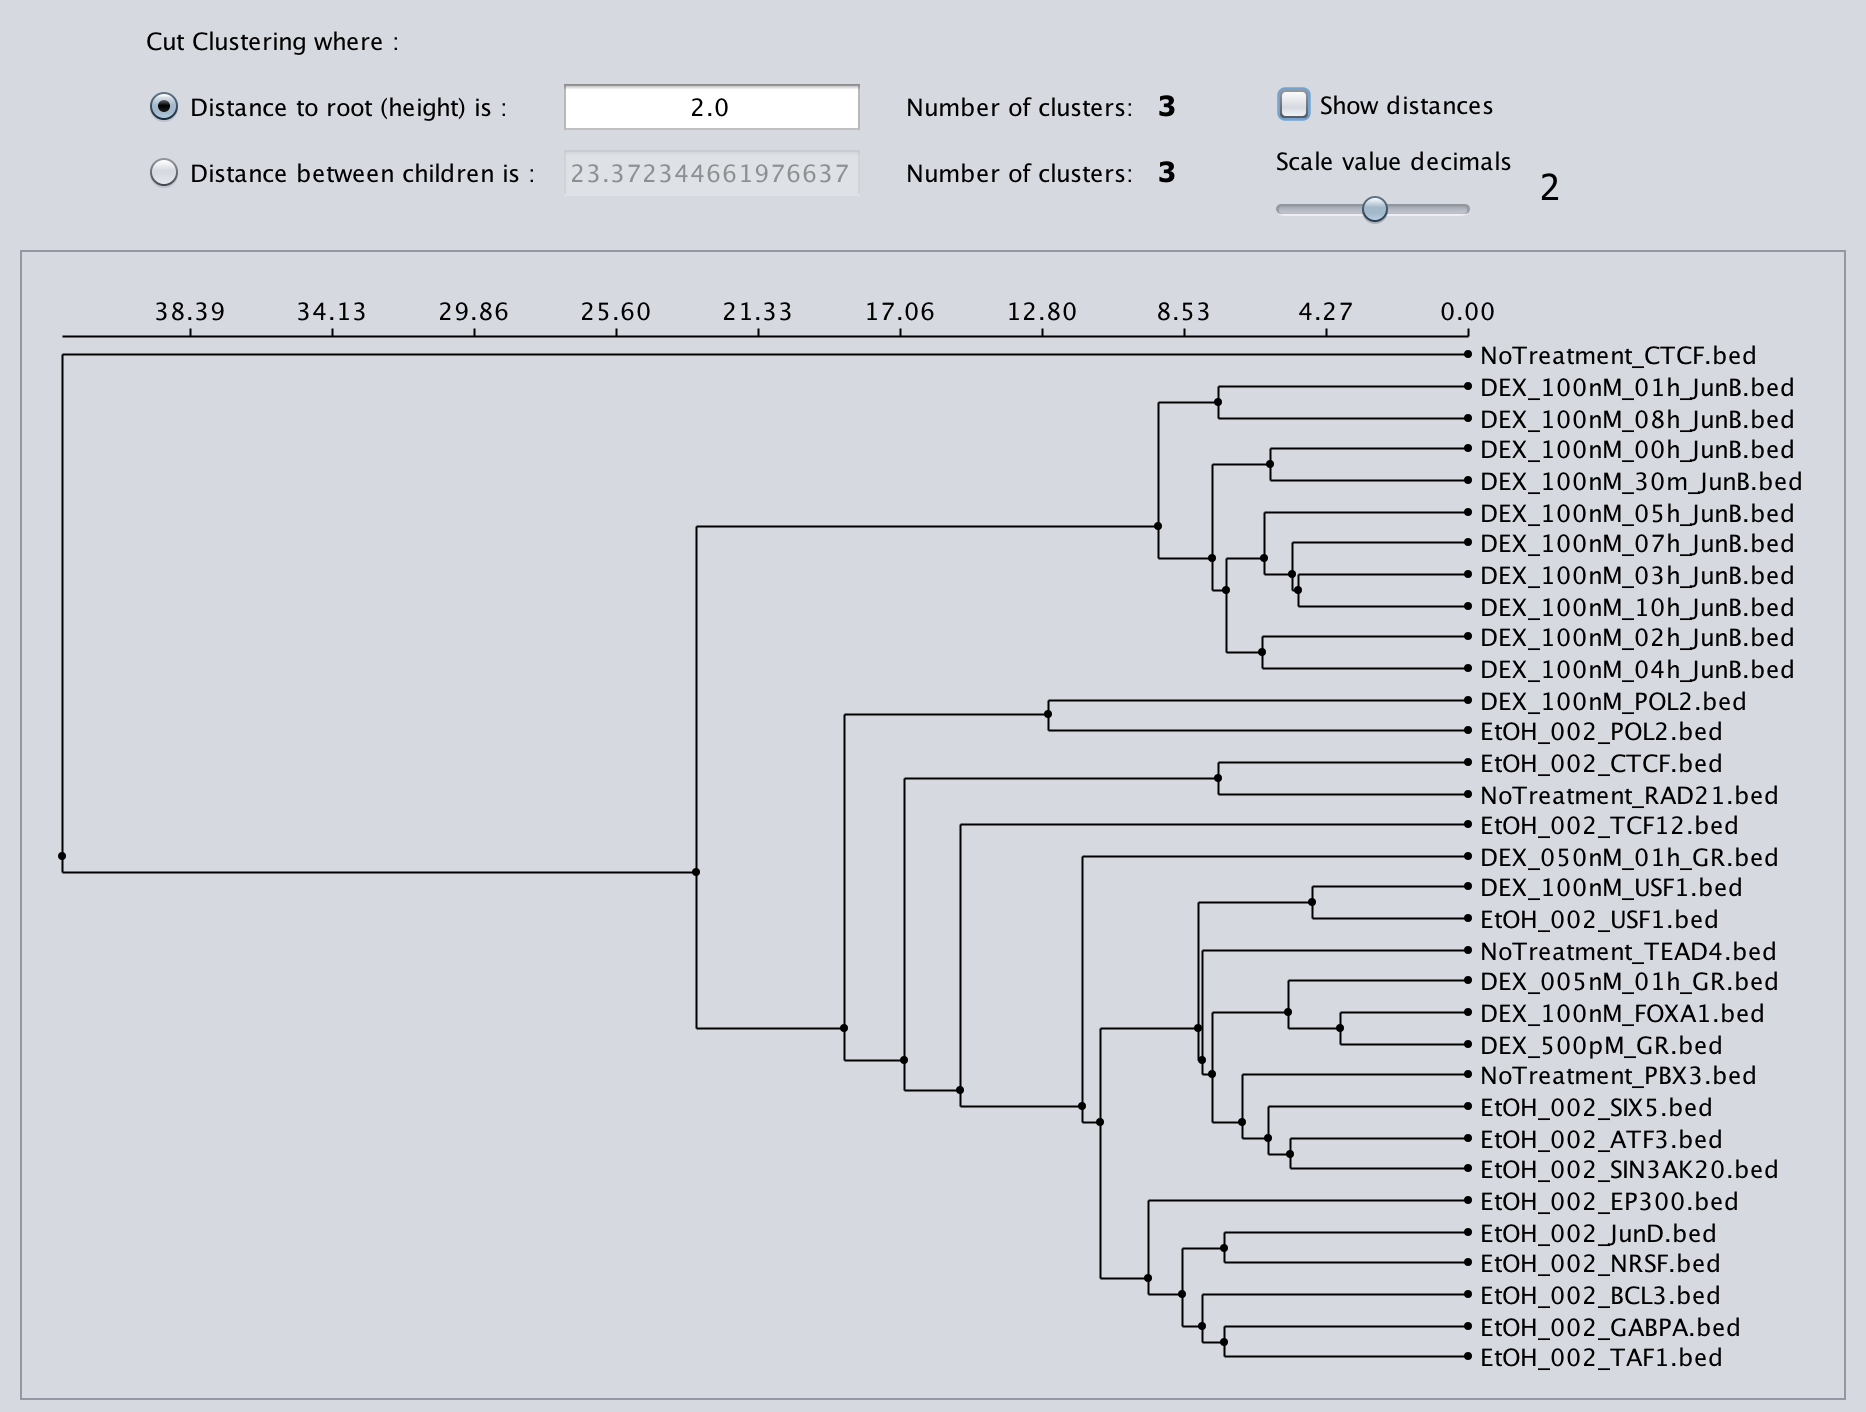 Cut Clustering where :
Distance to root (height) is : 2.0 Number of clusters: 3 Show distances
Distance between children is : 23.372344661976637 Number of clusters: 3 Scale value decimals 2
38.39 34.13 29.86 25.60 21.33 17.06 12.80 8.53 4.27 0.00
NoTreatment_CTCF.bed
DEX_100nM_01h_JunB.bed
DEX_100nM_08h_JunB.bed
DEX_100nM_00h_JunB.bed
DEX_100nM_30m_JunB.bed
DEX_100nM_05h_JunB.bed
DEX_100nM_07h_JunB.bed
DEX_100nM_03h_JunB.bed
DEX_100nM_10h_JunB.bed
DEX_100nM_02h_JunB.bed
DEX_100nM_04h_JunB.bed
DEX_100nM_POL2.bed
EtOH_002_POL2.bed
EtOH_002_CTCF.bed
NoTreatment_RAD21.bed
EtOH_002_TCF12.bed
DEX_050nM_01h_GR.bed
DEX_100nM_USF1.bed
EtOH_002_USF1.bed
NoTreatment_TEAD4.bed
DEX_005nM_01h_GR.bed
DEX_100nM_FOXA1.bed
DEX_500pM_GR.bed
NoTreatment_PBX3.bed
EtOH_002_SIX5.bed
EtOH_002_ATF3.bed
EtOH_002_SIN3AK20.bed
EtOH_002_EP300.bed
EtOH_002_JunD.bed
EtOH_002_NRSF.bed
EtOH_002_BCL3.bed
EtOH_002_GABPA.bed
EtOH_002_TAF1.bed